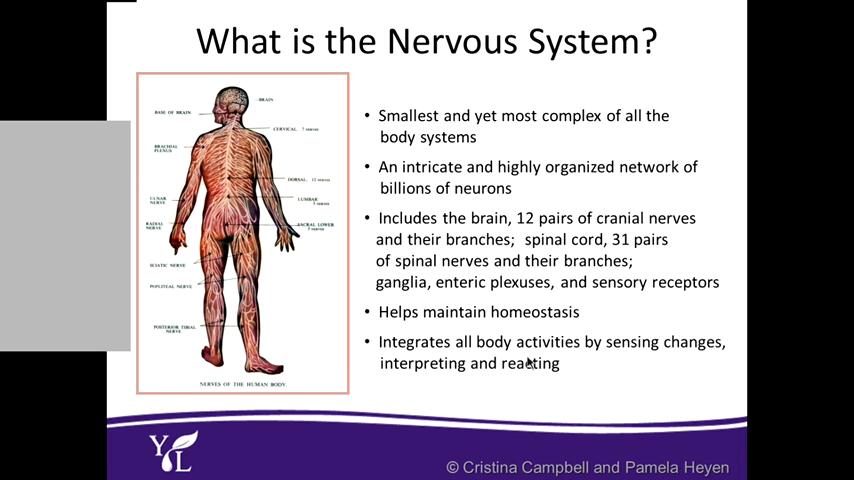 What is the Nervous System?
BRAIN
BASE OF BRAIN
CERVICAL 7 nerves
BRACHIAL
PLEXUS
DORSAL 12 nerves
ULNAR
NERVE
LUMBAR
5 nerves
RADIAL
NERVE
SACRAL LOWER
5 nerves
SCIATIC NERVE
POPLITEAL NERVE
POSTERIOR TIBIAL
NERVE
NERVES OF THE HUMAN BODY
• Smallest and yet most complex of all the
body systems
• An intricate and highly organized network of
billions of neurons
• Includes the brain, 12 pairs of cranial nerves
and their branches; spinal cord, 31 pairs
of spinal nerves and their branches;
ganglia, enteric plexuses, and sensory receptors
• Helps maintain homeostasis
• Integrates all body activities by sensing changes,
interpreting and reacting
YL
© Cristina Campbell and Pamela Heyen